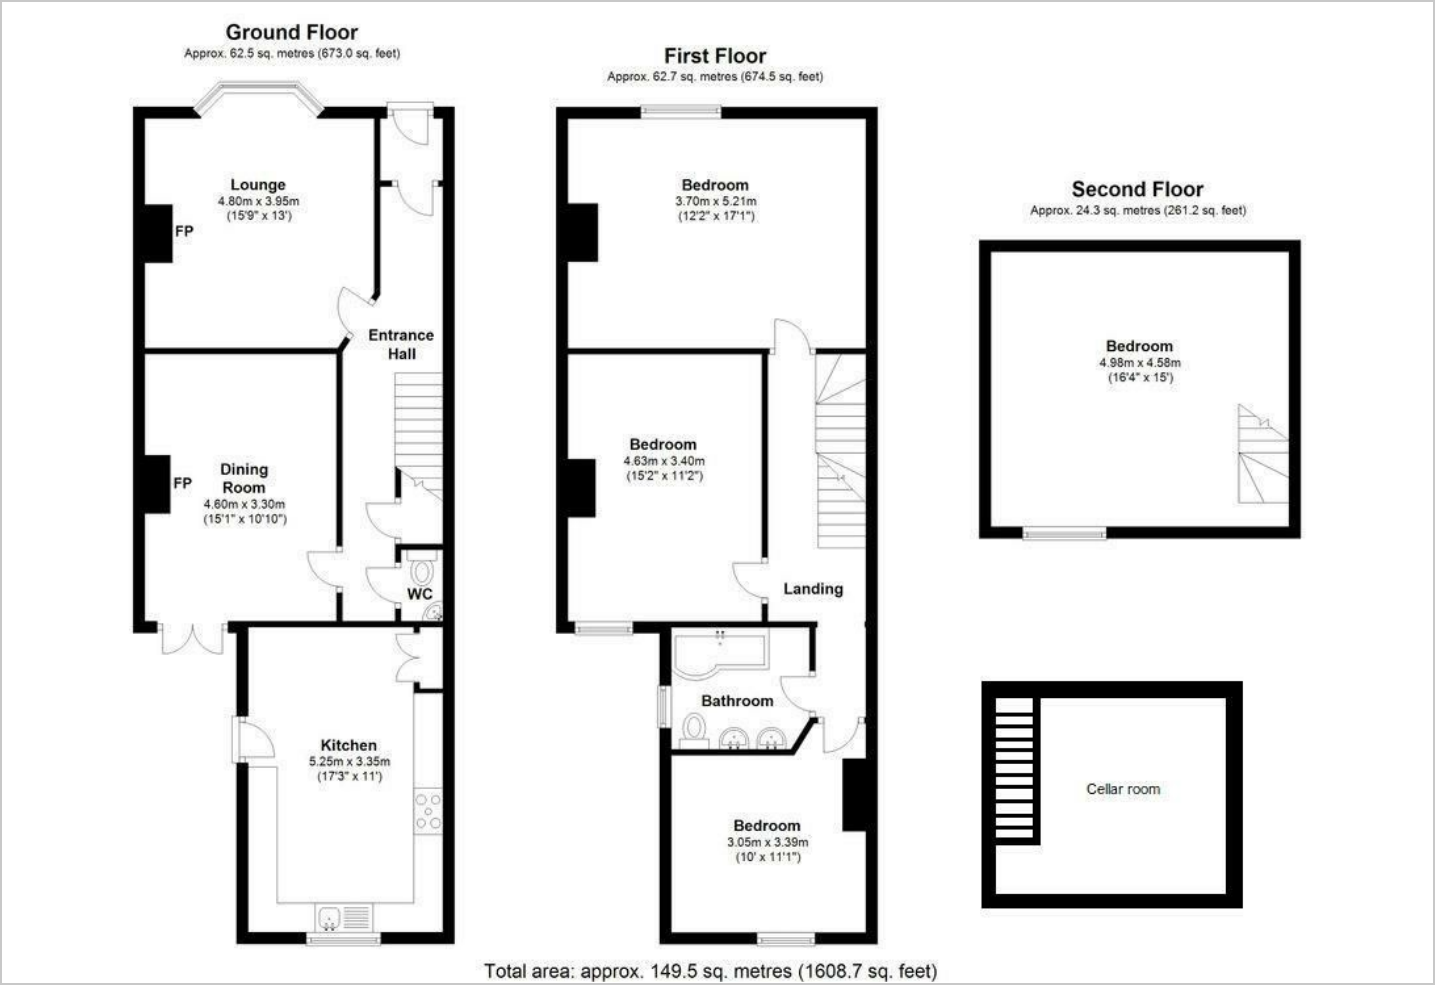 Ground Floor
Approx. 62.5 sq. metres (673.0 sq. feet)
Lounge
4.80m x 3.95m
(15'9" x 13')
FP
Entrance
Hall
Dining
Room
4.60m x 3.30m
(15'1" x 10'10")
FP
WC
Kitchen
5.25m x 3.35m
(17'3" x 11')
First Floor
Approx. 62.7 sq. metres (674.5 sq. feet)
Bedroom
3.70m x 5.21m
(12'2" x 17'1")
Bedroom
4.63m x 3.40m
(15'2" x 11'2")
Landing
Bathroom
Bedroom
3.05m x 3.39m
(10' x 11'1")
Second Floor
Approx. 24.3 sq. metres (261.2 sq. feet)
Bedroom
4.98m x 4.58m
(16'4" x 15')
Cellar room
Total area: approx. 149.5 sq. metres (1608.7 sq. feet)